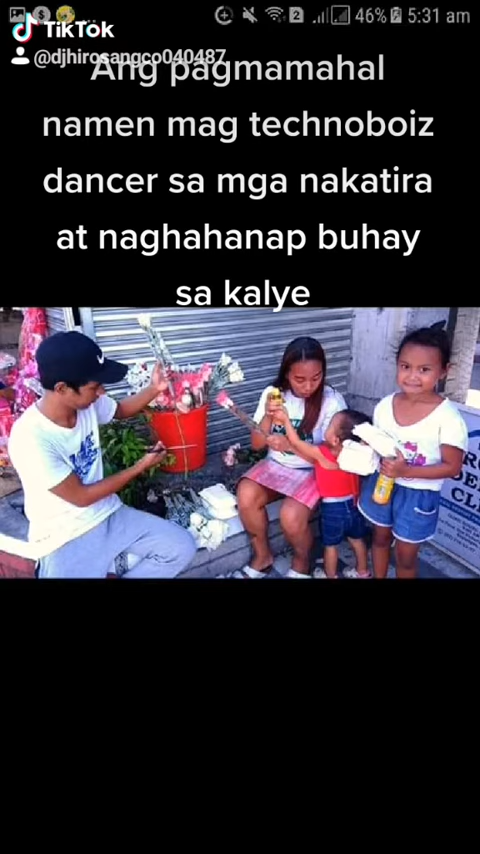 2 46% 5:31 am
TikTok
@djhirosangco040487
Ang pagmamahal
namen mag technoboiz
dancer sa mga nakatira
at naghahanap buhay
sa kalye